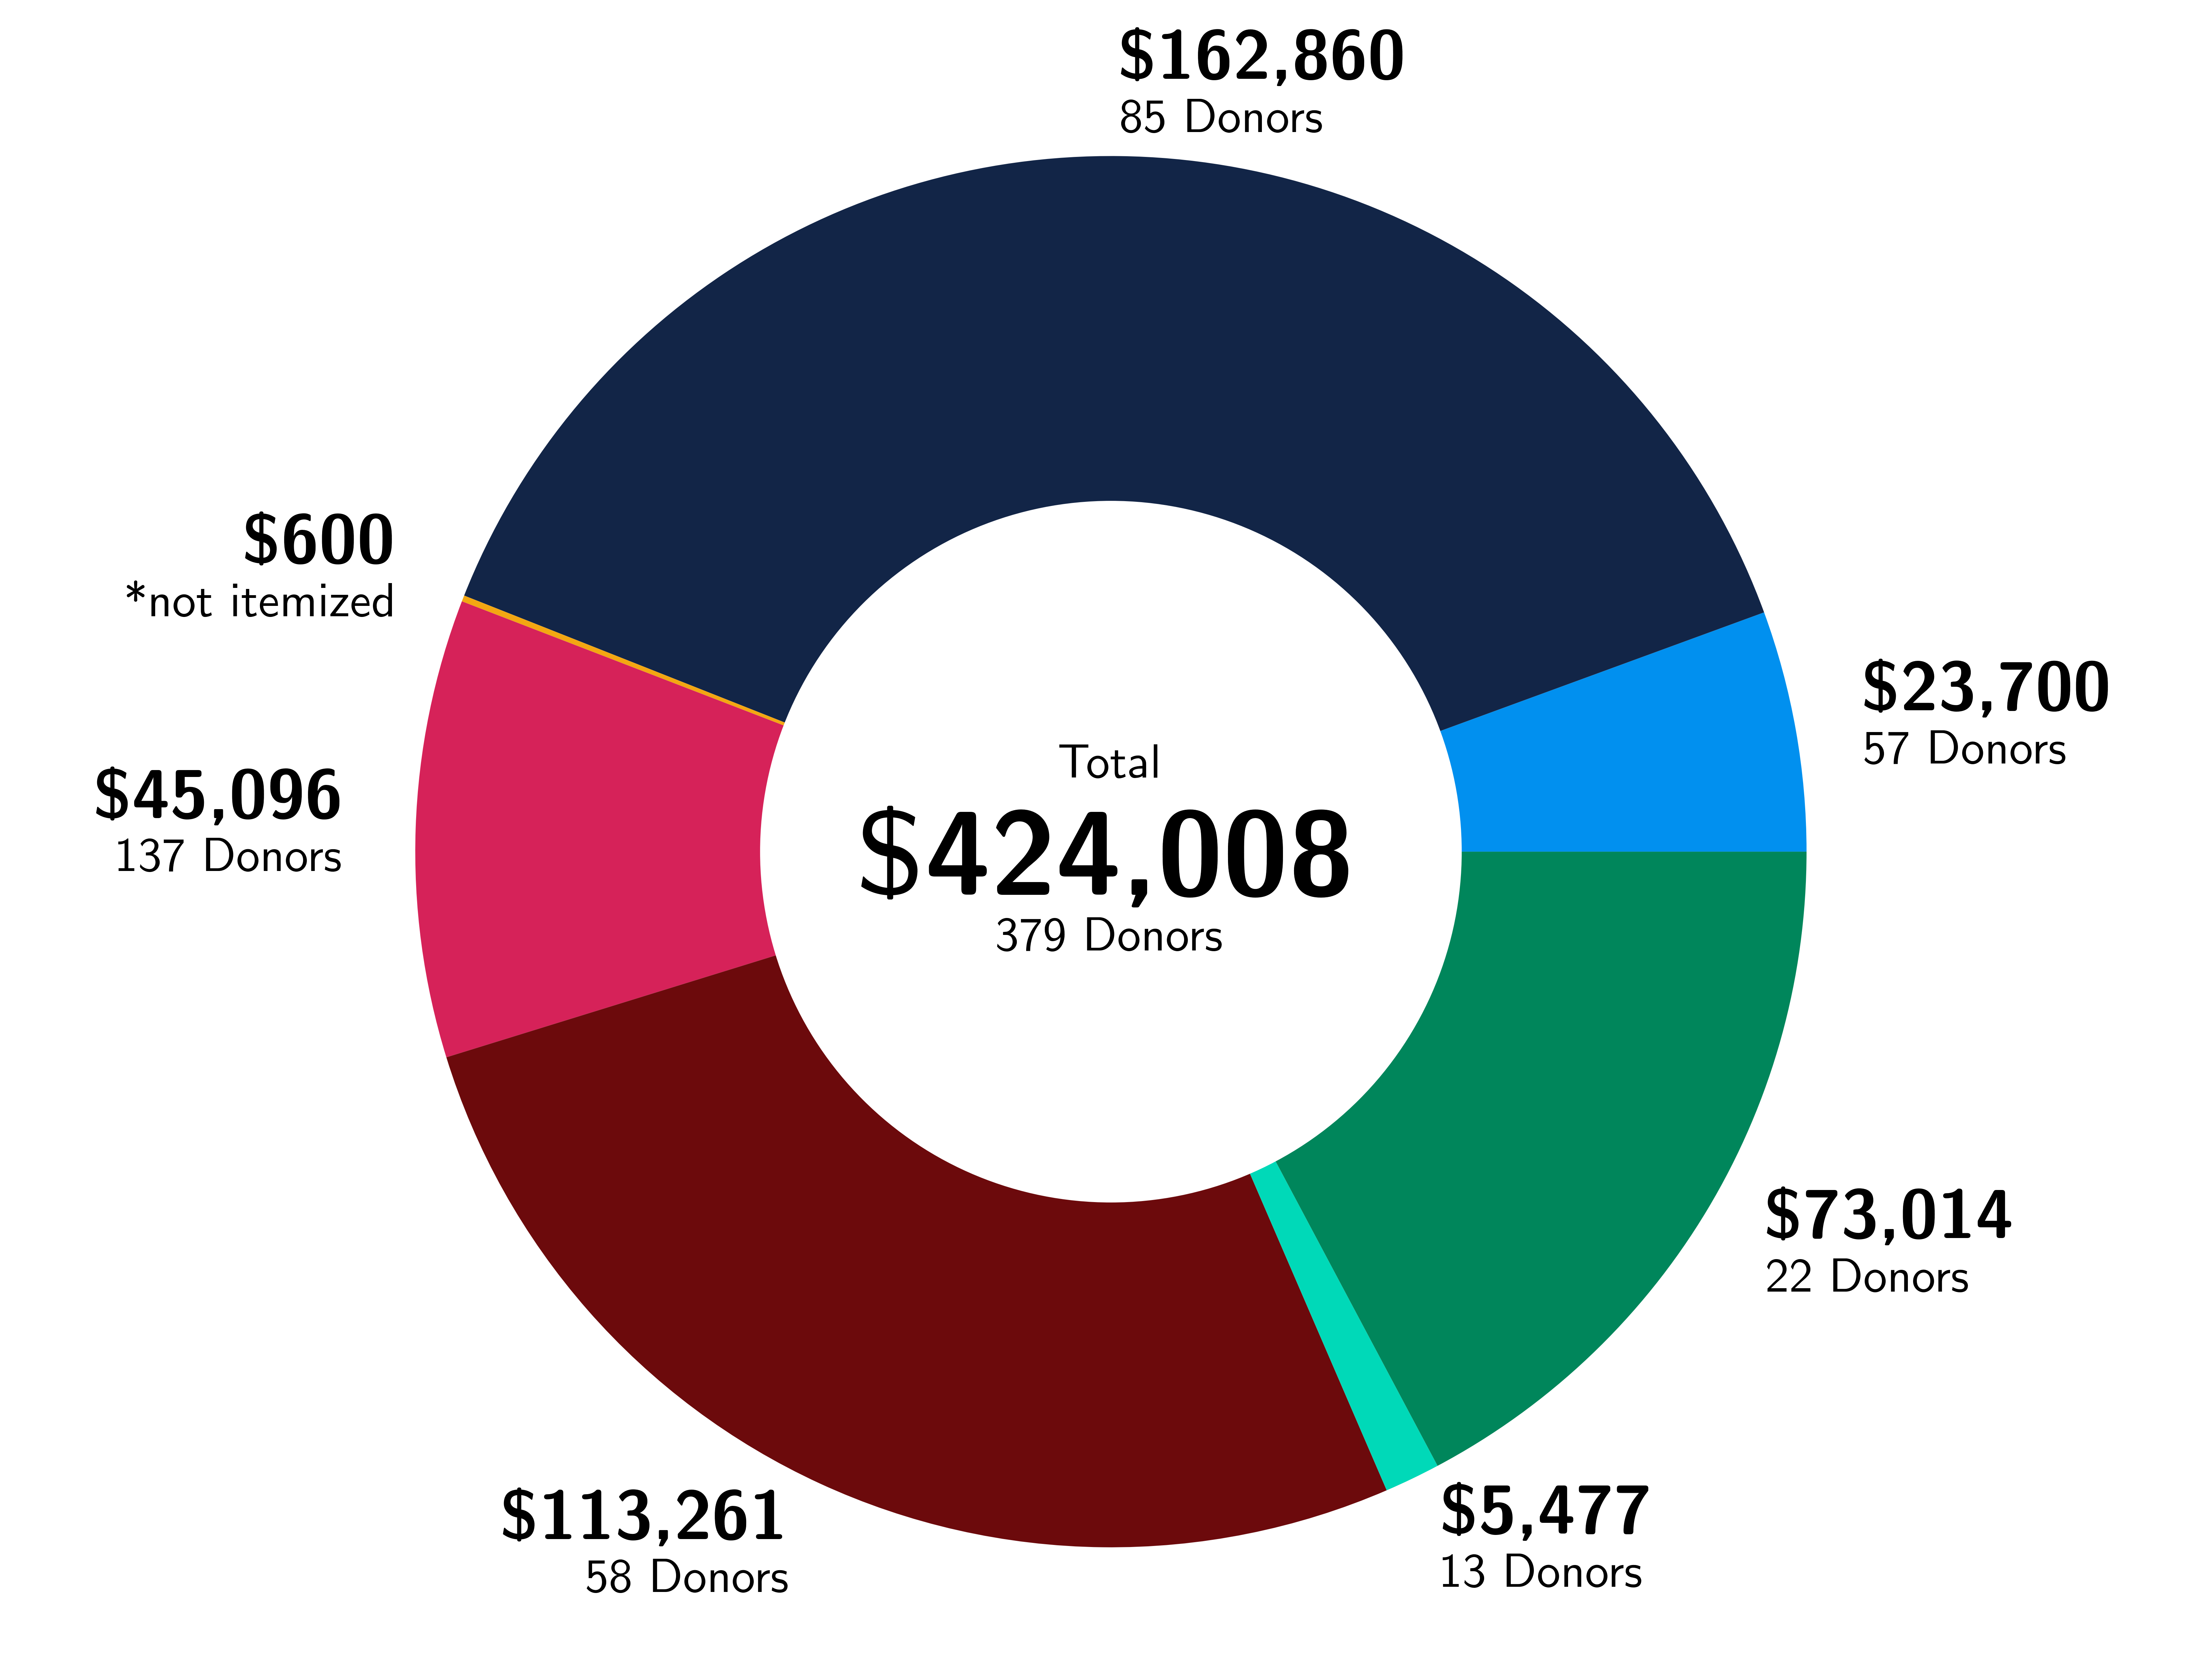 $162,860
85 Donors
$600
*not itemized
$23,700
57 Donors
$45,096
137 Donors
Total
$424,008
379 Donors
$73,014
22 Donors
$113,261
58 Donors
$5,477
13 Donors